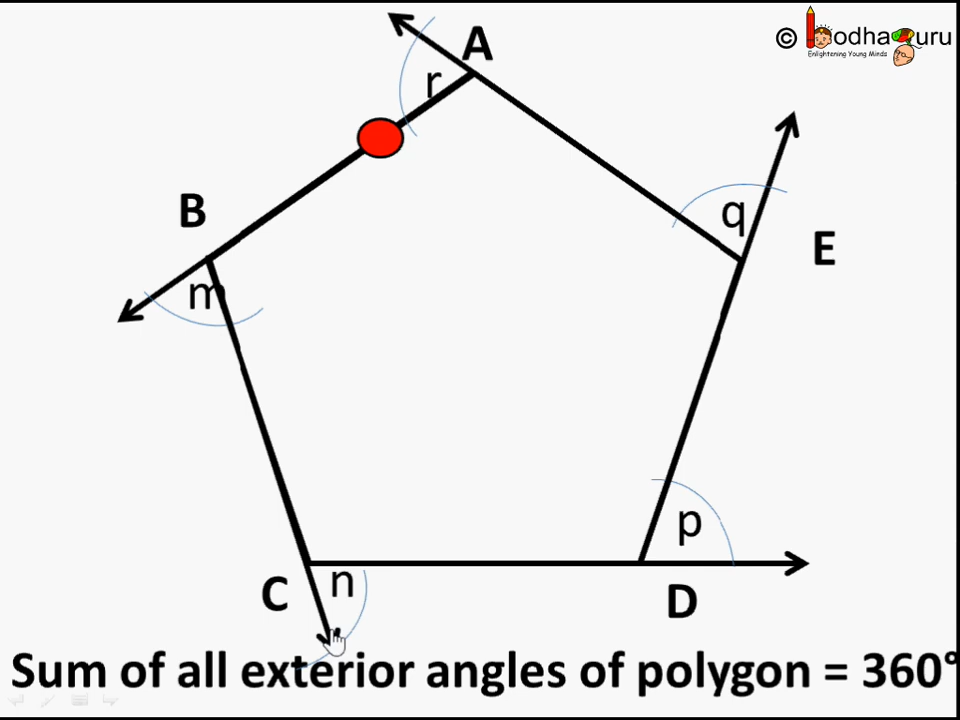 © BodhaGuru
Enlightening Young Minds
A
r
B
q
E
m
p
n
C
D
Sum of all exterior angles of polygon = 360°